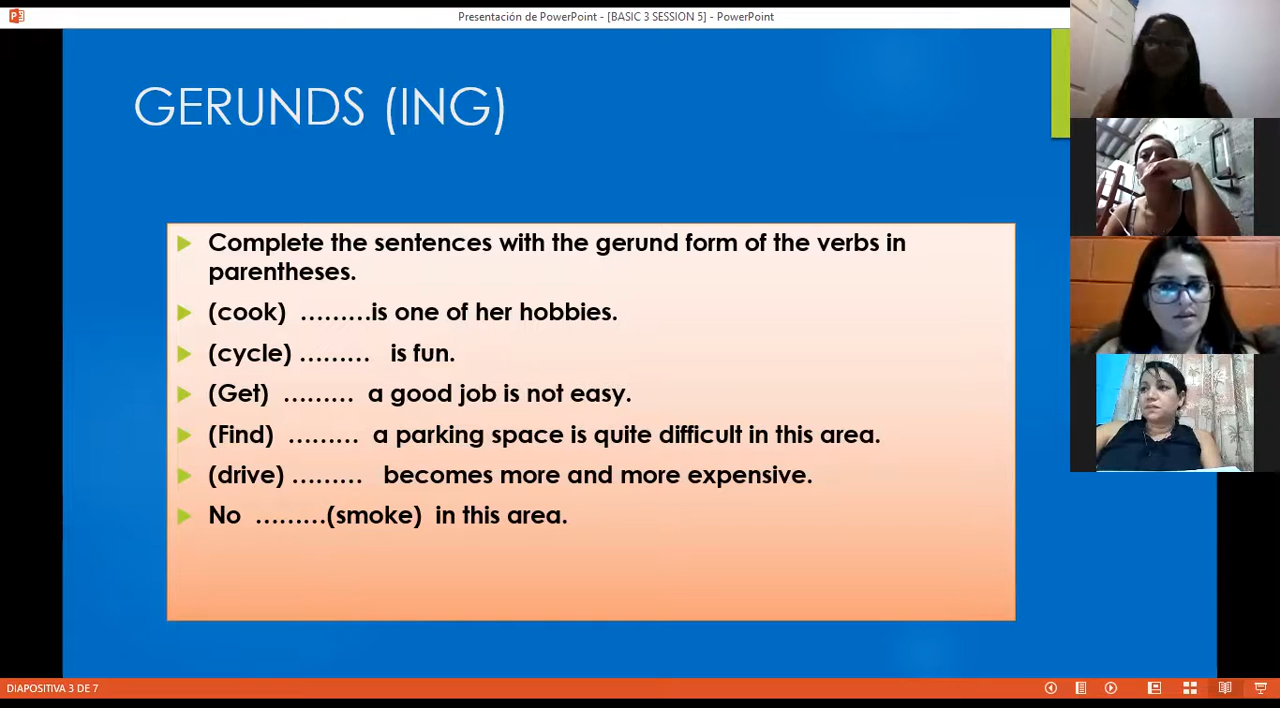 Presentación de PowerPoint - [BASIC 3 SESSION 5] - PowerPoint
GERUNDS (ING)
Complete the sentences with the gerund form of the verbs in
parentheses.
(cook) .........is one of her hobbies.
(cycle) ......... is fun.
(Get) ......... a good job is not easy.
(Find) ......... a parking space is quite difficult in this area.
(drive) ......... becomes more and more expensive.
No .........(smoke) in this area.
DIAPOSITIVA 3 DE 7